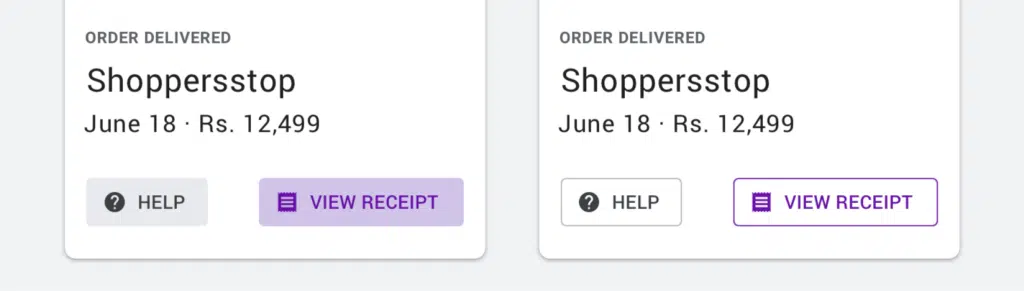 ORDER DELIVERED
Shoppersstop
June 18 · Rs. 12,499
HELP
VIEW RECEIPT
ORDER DELIVERED
Shoppersstop
June 18 · Rs. 12,499
HELP
VIEW RECEIPT